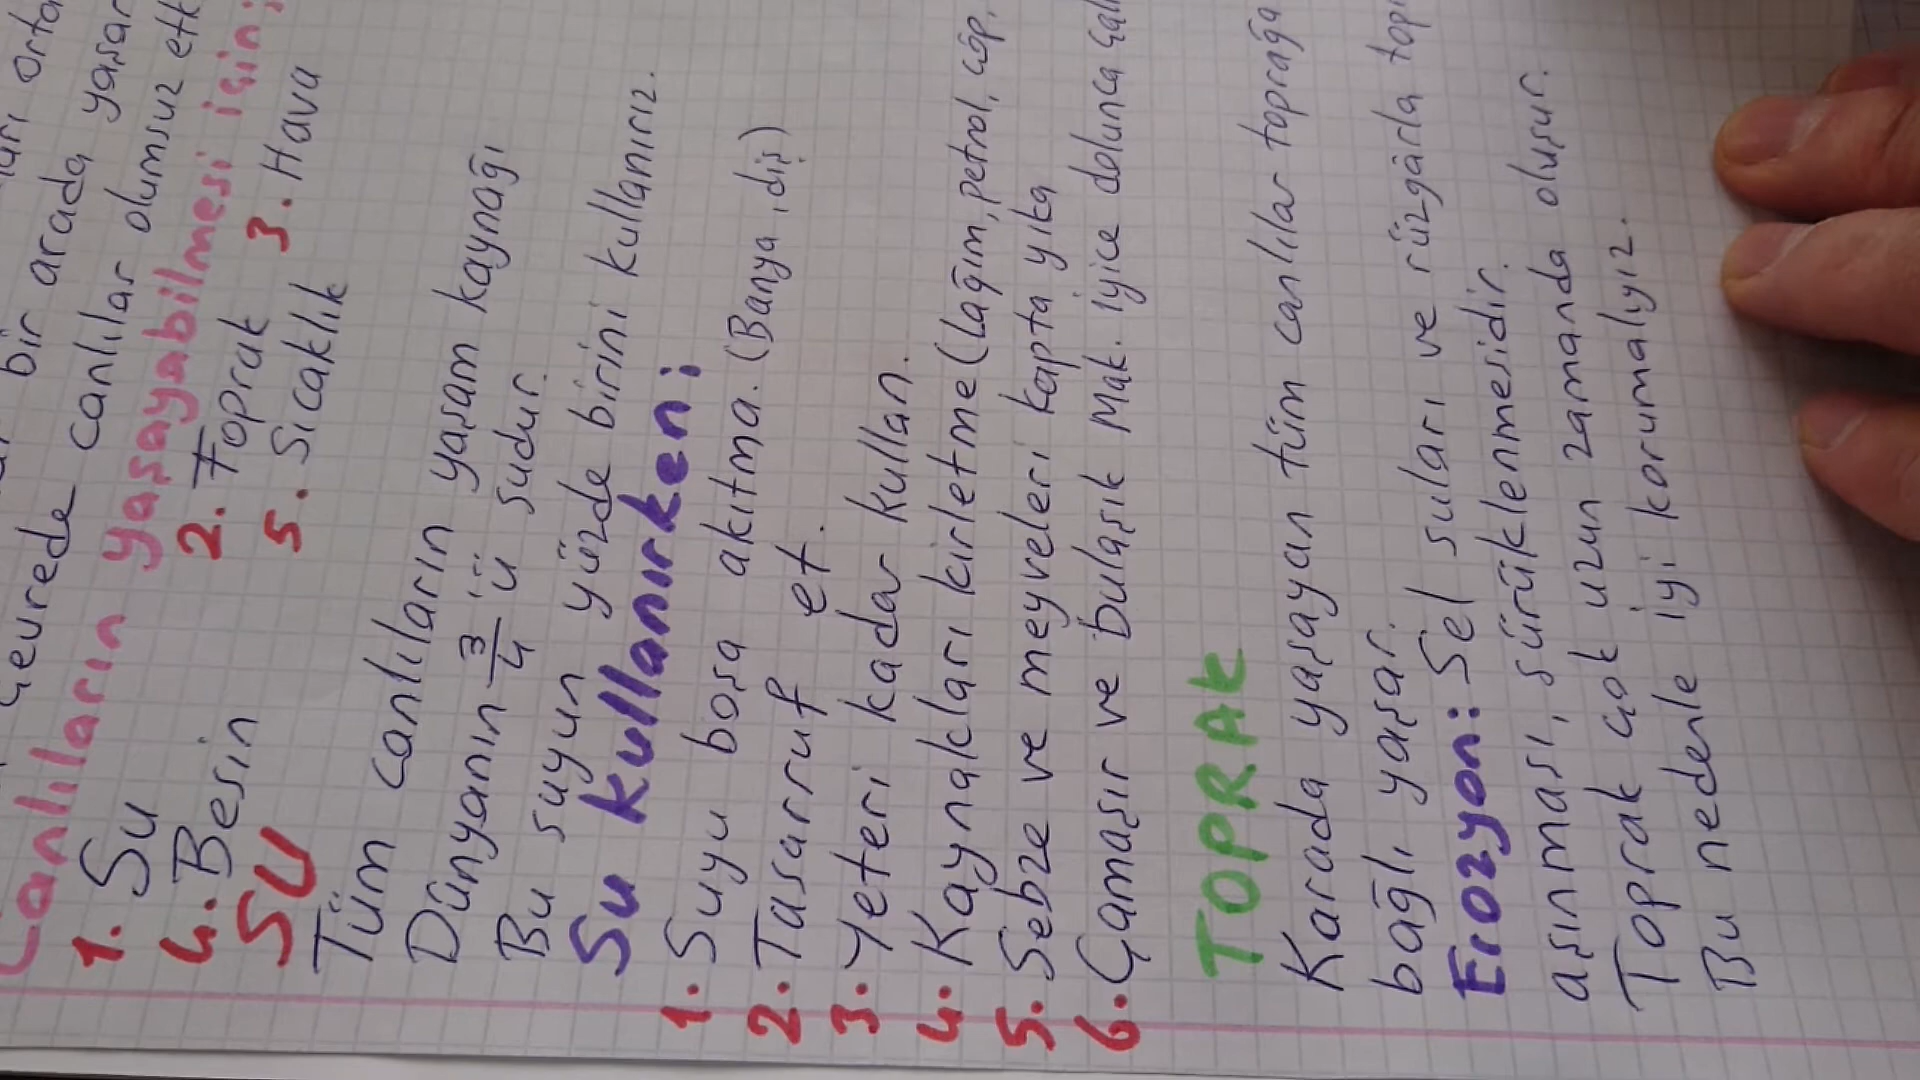 bir arada yaşar
Çevrede canlılar olumsuz etk
Canlıların yaşayabilmesi için;
1. Su 2. Toprak 3. Hava
4. Besin 5. Sıcaklık
SU
Tüm canlıların yaşam kaynağı
Dünyanın 3/4 'ü sudur.
Bu suyun yüzde birini kullanırız.
Su kullanırken:
1. Suyu boşa akıtma. (Banya, diş)
2. Tasarruf et.
3. Yeteri kadar kullan.
4. Kaynakları kirletme (Lağım, petrol, çöp,
5. Sebze ve meyveleri kapta yıka
6. Çamaşır ve bulaşık Mak. iyice dolunca çalı
TOPRAK
Karada yaşayan tüm canlılar toprağa
bağlı yaşar.
Erozyon: Sel suları ve rüzgârla topr
aşınması, sürüklenmesidir.
Toprak çok uzun zamanda oluşur.
Bu nedenle iyi korumalıyız.